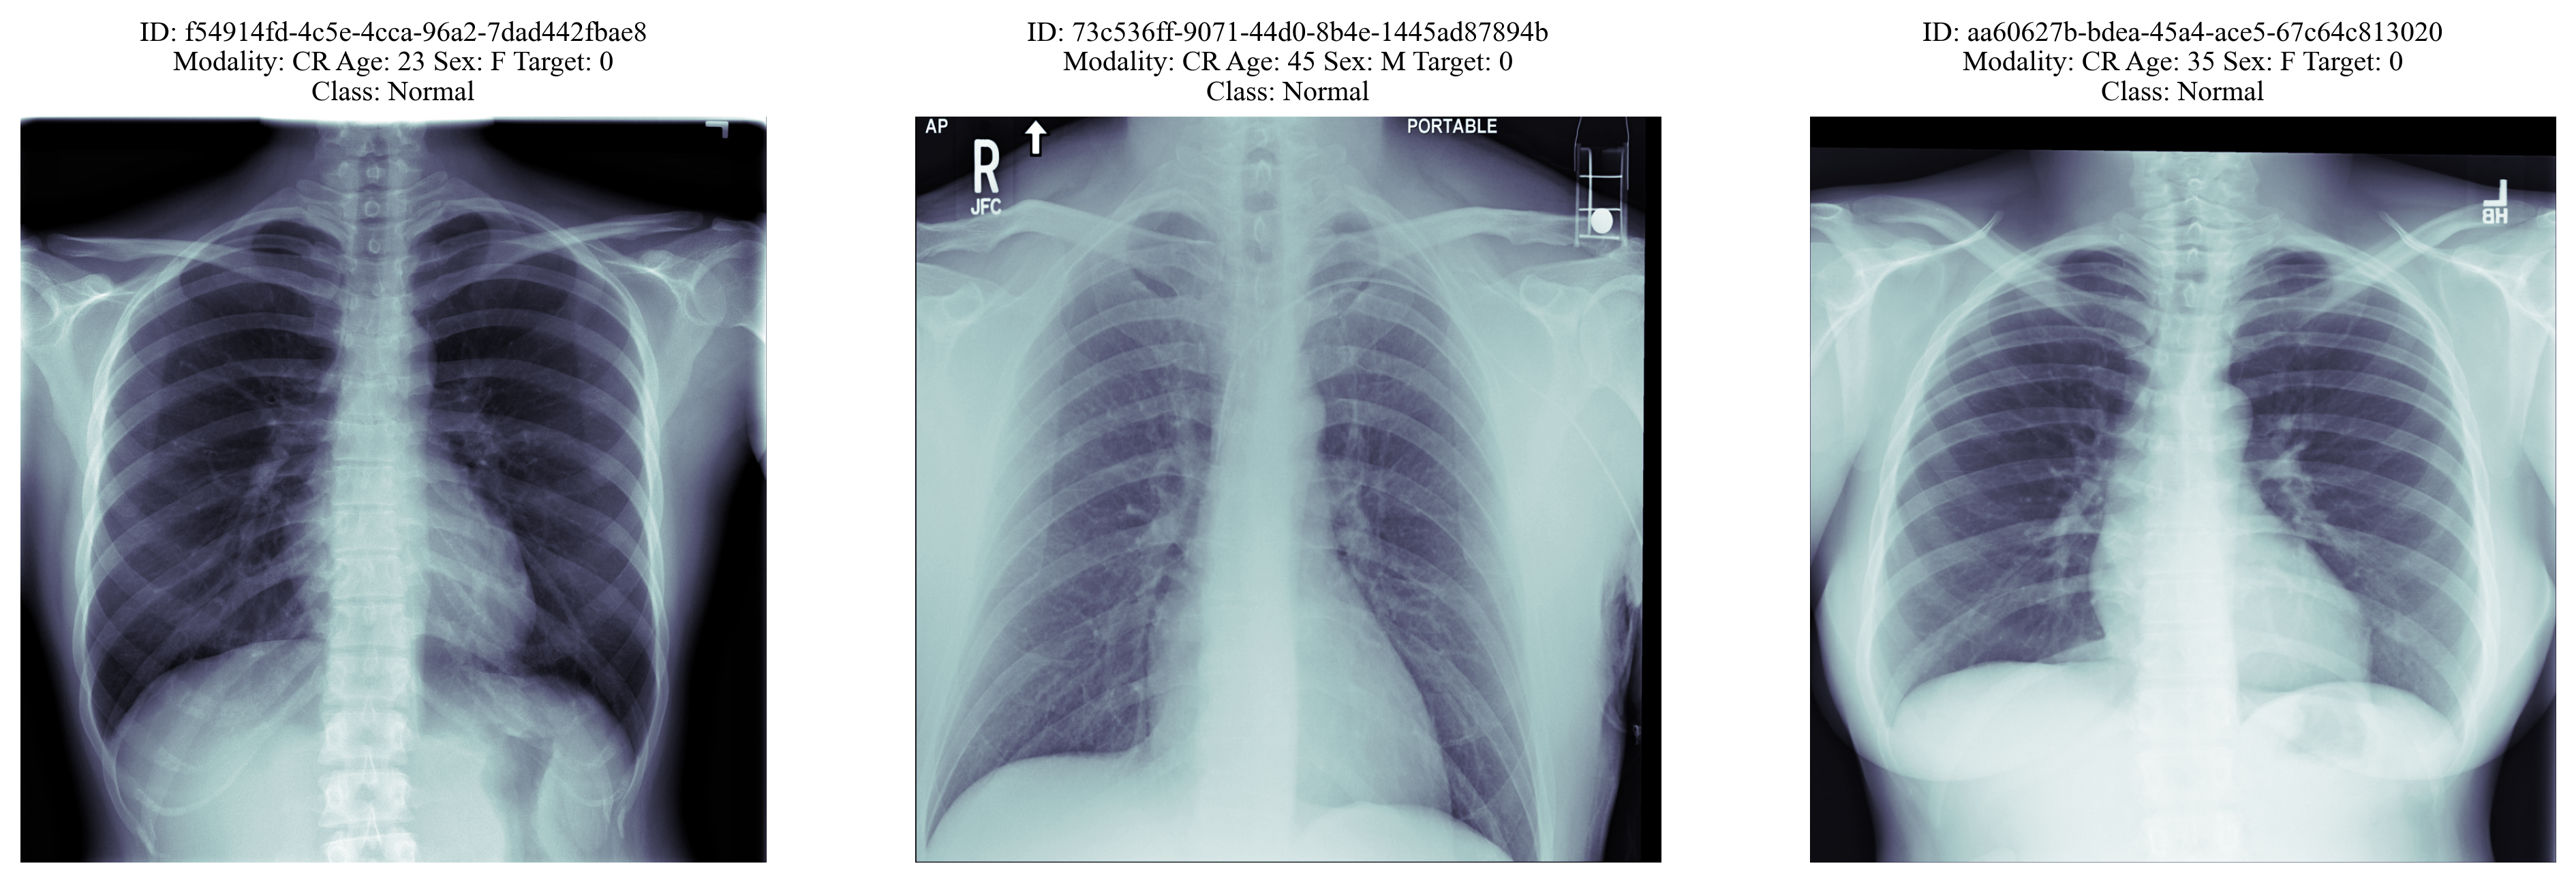 ID: f54914fd-4c5e-4cca-96a2-7dad442fbae8
Modality: CR Age: 23 Sex: F Target: 0
Class: Normal
L
ID: 73c536ff-9071-44d0-8b4e-1445ad87894b
Modality: CR Age: 45 Sex: M Target: 0
Class: Normal
AP
PORTABLE
R
JFC
ID: aa60627b-bdea-45a4-ace5-67c64c813020
Modality: CR Age: 35 Sex: F Target: 0
Class: Normal
L
BH